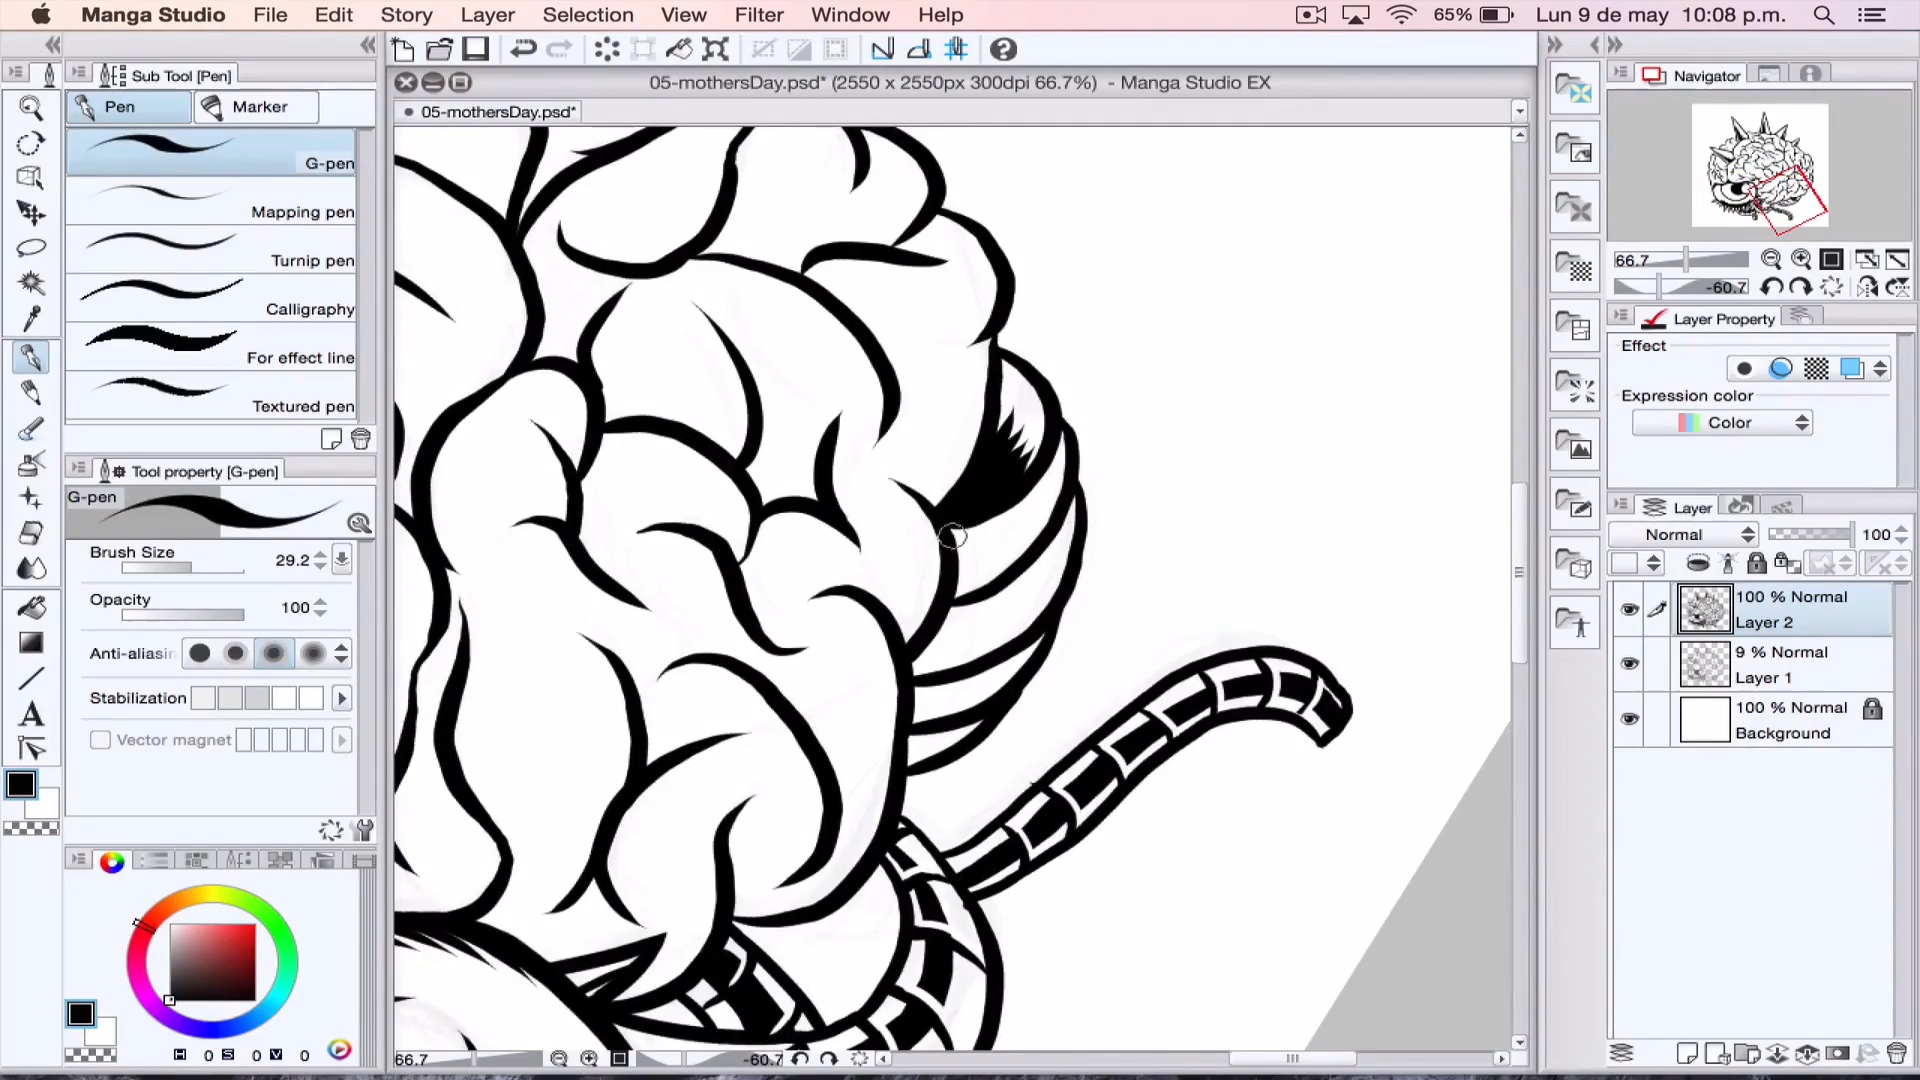 Manga Studio File Edit Story Layer Selection View Filter Window Help 65% Lun 9 de may 10:08 p.m.
Sub Tool [Pen]
Pen Marker
G-pen
Mapping pen
Turnip pen
Calligraphy
For effect line
Textured pen
Tool property [G-pen]
G-pen
Brush Size 29.2
Opacity 100
Anti-aliasin
Stabilization
Vector magnet
H 0 S 0 V 0
05-mothersDay.psd* (2550 x 2550px 300dpi 66.7%) - Manga Studio EX
05-mothersDay.psd*
66.7 -60.7
Navigator
66.7
-60.7
Layer Property
Effect
Expression color
Color
Layer
Normal 100
100 % Normal
Layer 2
9 % Normal
Layer 1
100 % Normal
Background
A